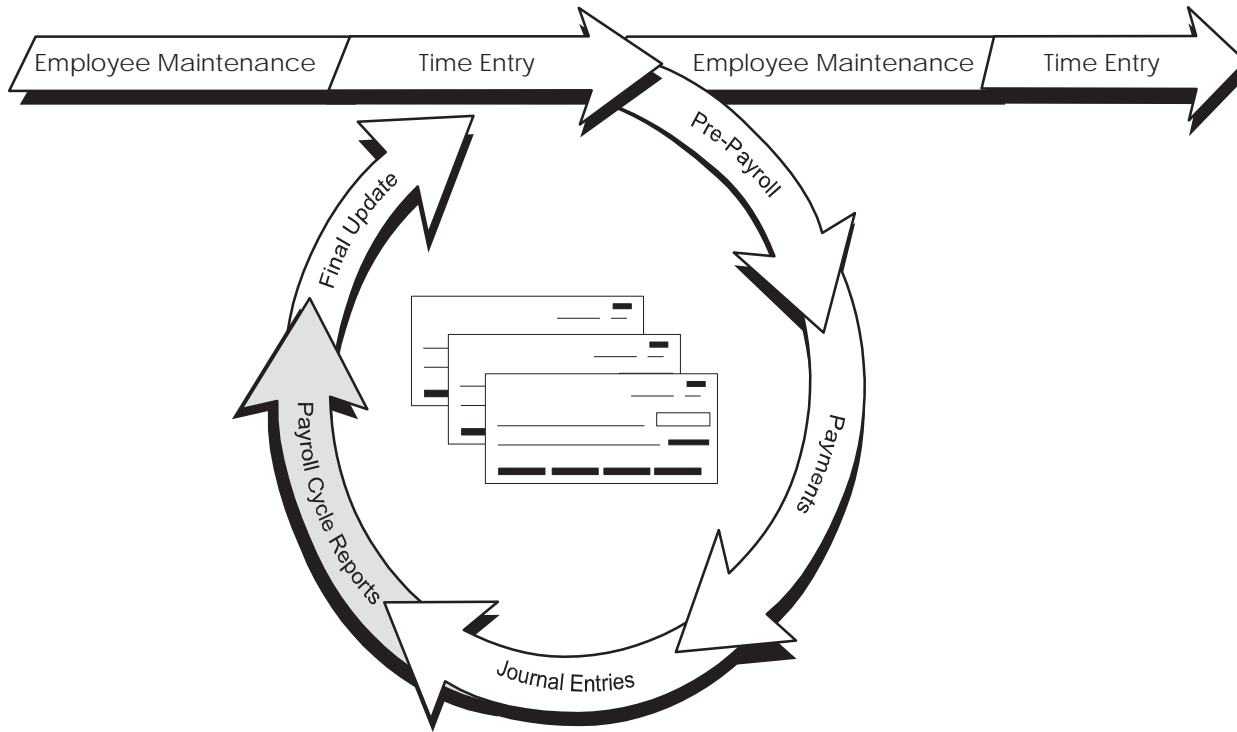 Employee Maintenance
Time Entry
Employee Maintenance
Time Entry
Pre-Payroll
Payments
Journal Entries
Payroll Cycle Reports
Final Update